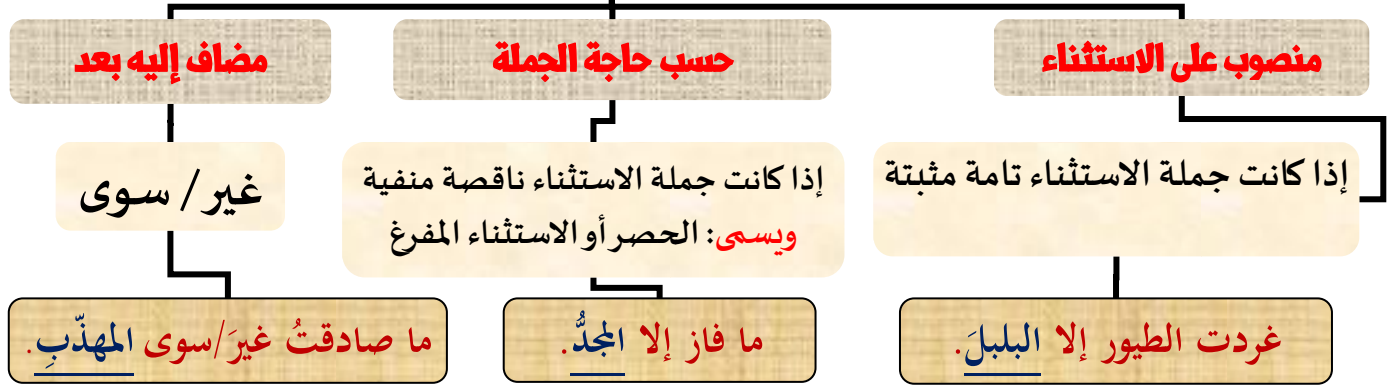 منصوب على الاستثناء
حسب حاجة الجملة
مضاف إليه بعد
إذا كانت جملة الاستثناء تامة مثبتة
إذا كانت جملة الاستثناء ناقصة منفية
ويسمى: الحصر أو الاستثناء المفرغ
غير / سوى
غردت الطيور إلا البلبلَ.
ما فاز إلا المجدُّ.
ما صادقتُ غيرَ/سوى المهذّبِ.